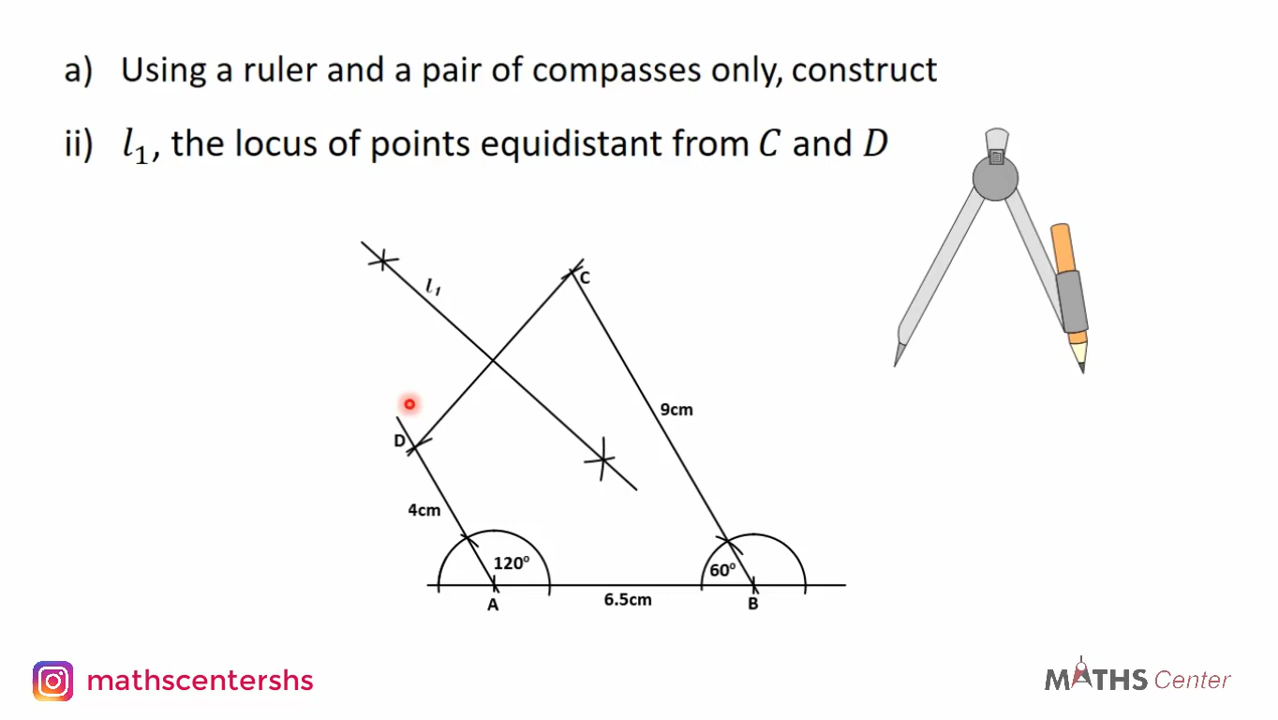 a) Using a ruler and a pair of compasses only, construct
ii) l₁, the locus of points equidistant from C and D
l₁
C
9cm
D
4cm
120°
60°
A
6.5cm
B
mathscentershs
MATHS Center